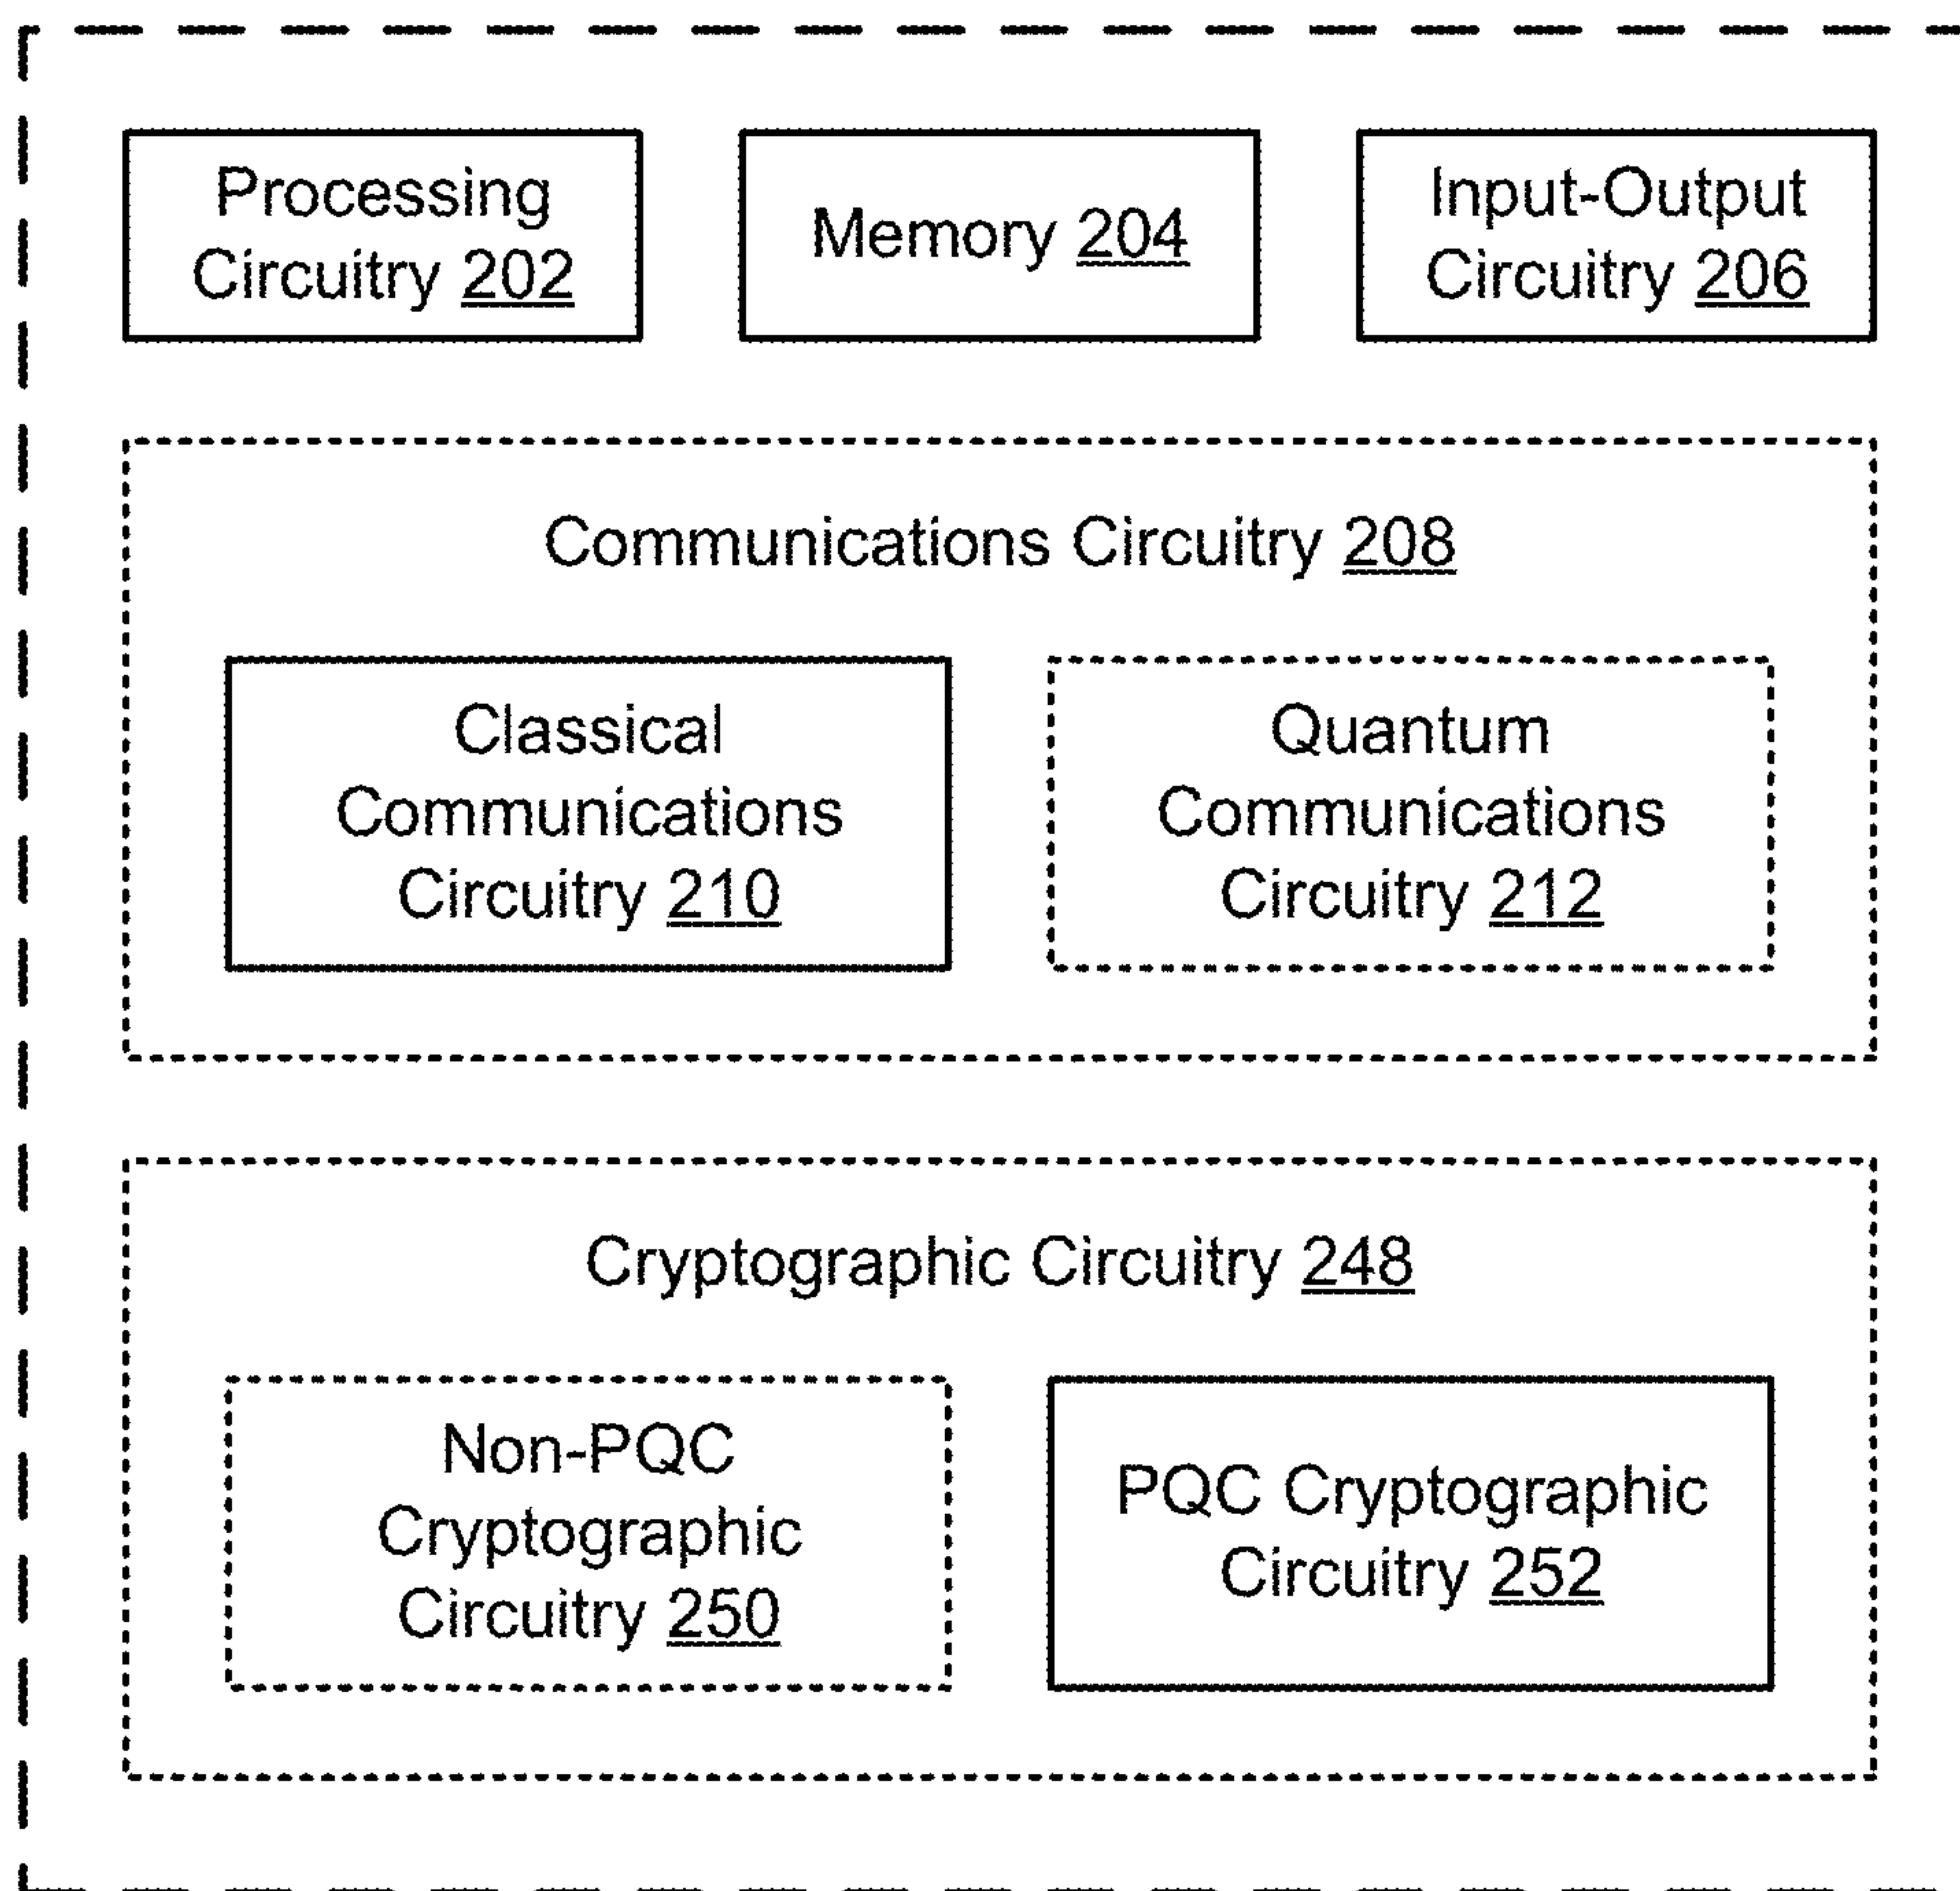 Processing
Circuitry 202
Memory 204
Input-Output
Circuitry 206
Communications Circuitry 208
Classical
Communications
Circuitry 210
Quantum
Communications
Circuitry 212
Cryptographic Circuitry 248
Non-PQC
Cryptographic
Circuitry 250
PQC Cryptographic
Circuitry 252